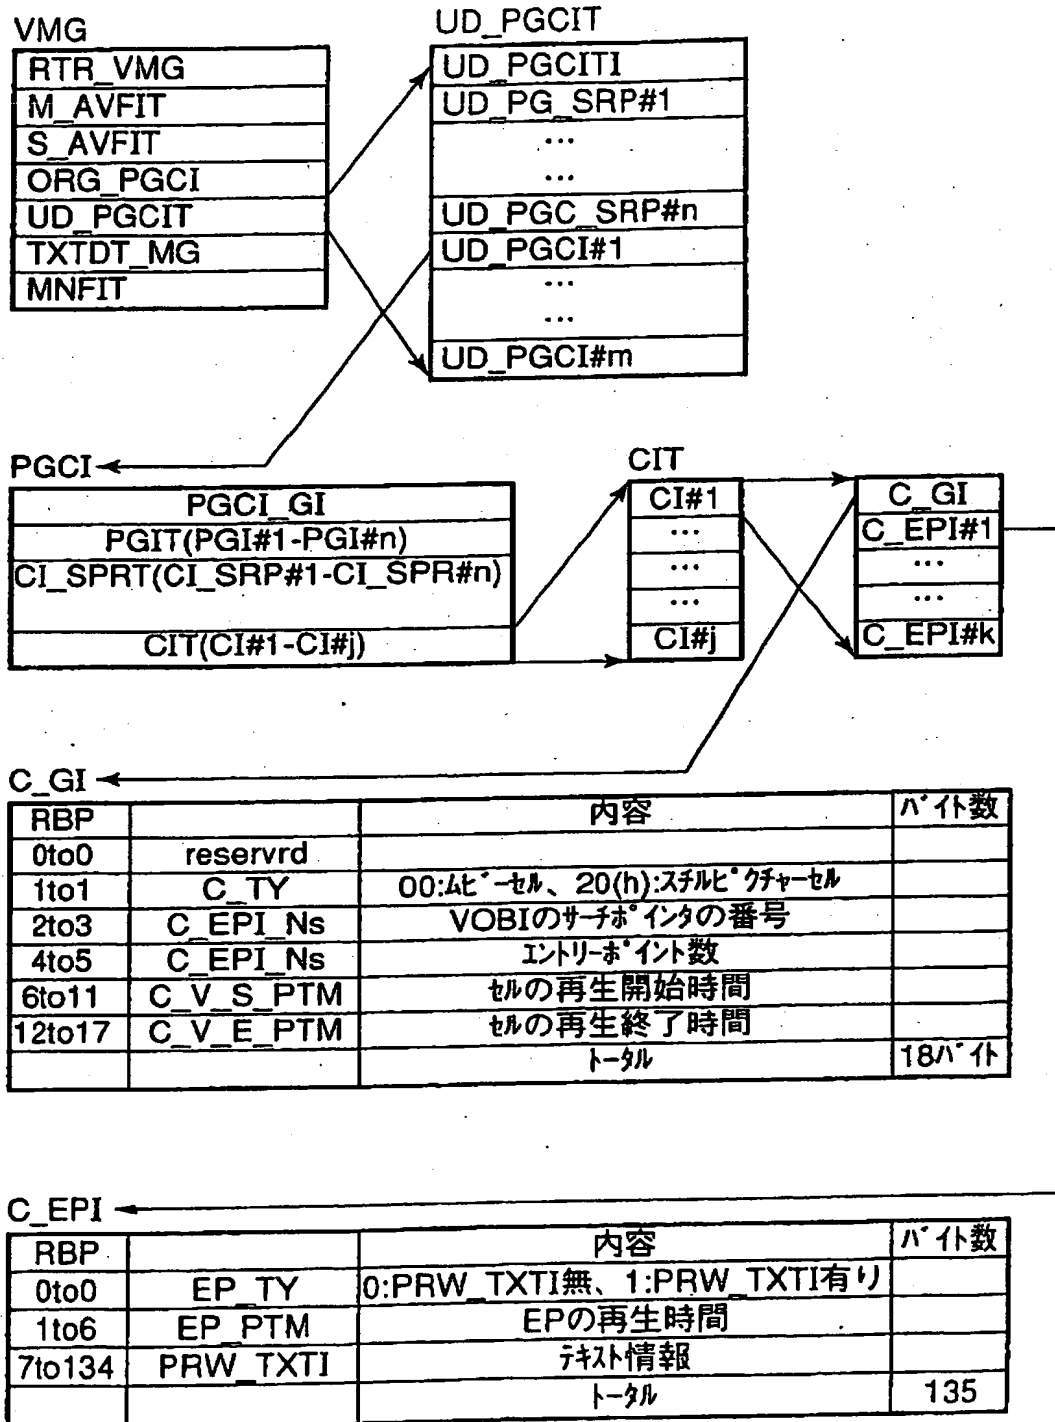 VMG
RTR_VMG
M_AVFIT
S_AVFIT
ORG_PGCI
UD_PGCIT
TXTDT_MG
MNFIT
UD_PGCIT
UD_PGCITI
UD_PG_SRP#1
...
...
UD_PGC_SRP#n
UD_PGCI#1
...
...
UD_PGCI#m
PGCI
PGCI_GI
PGIT(PGI#1-PGI#n)
CI_SPRT(CI_SRP#1-CI_SPR#n)
CIT(CI#1-CI#j)
CIT
CI#1
...
...
...
CI#j
C_GI
C_EPI#1
...
...
C_EPI#k
C_GI
RBP 内容 バイト数
0to0 reservrd
1to1 C_TY 00:ムビーセル、20(h):スチルピクチャーセル
2to3 C_EPI_Ns VOBIのサーチポインタの番号
4to5 C_EPI_Ns エントリーポイント数
6to11 C_V_S_PTM セルの再生開始時間
12to17 C_V_E_PTM セルの再生終了時間
トータル 18バイト
C_EPI
RBP 内容 バイト数
0to0 EP_TY 0:PRW_TXTI無、1:PRW_TXTI有り
1to6 EP_PTM EPの再生時間
7to134 PRW_TXTI テキスト情報
トータル 135